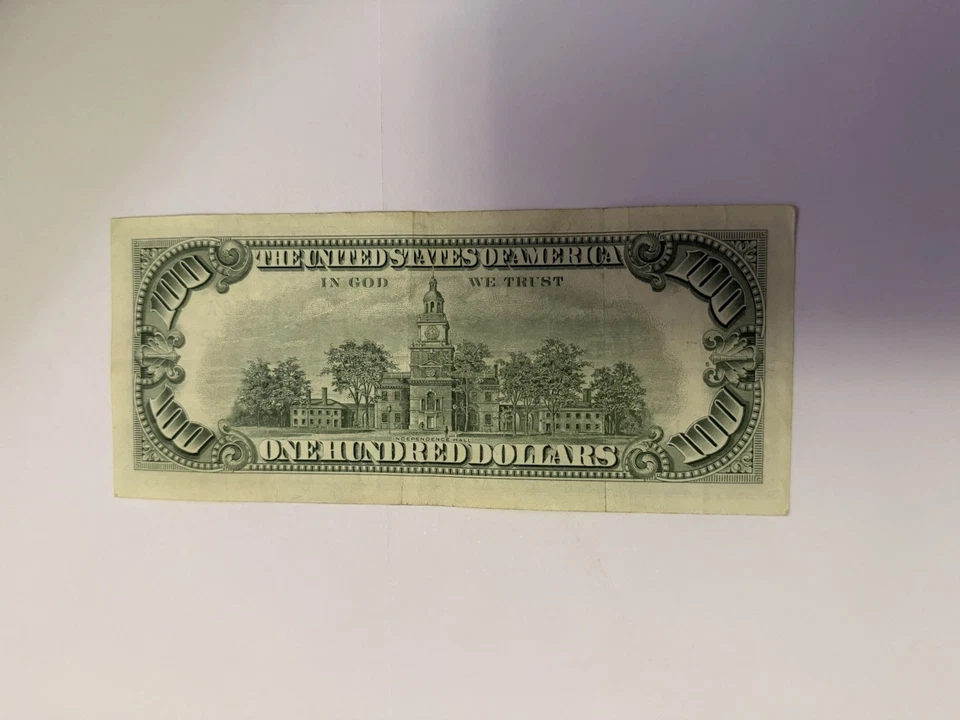 100 THE UNITED STATES OF AMERICA 100
IN GOD WE TRUST
INDEPENDENCE HALL
100 ONE HUNDRED DOLLARS 100